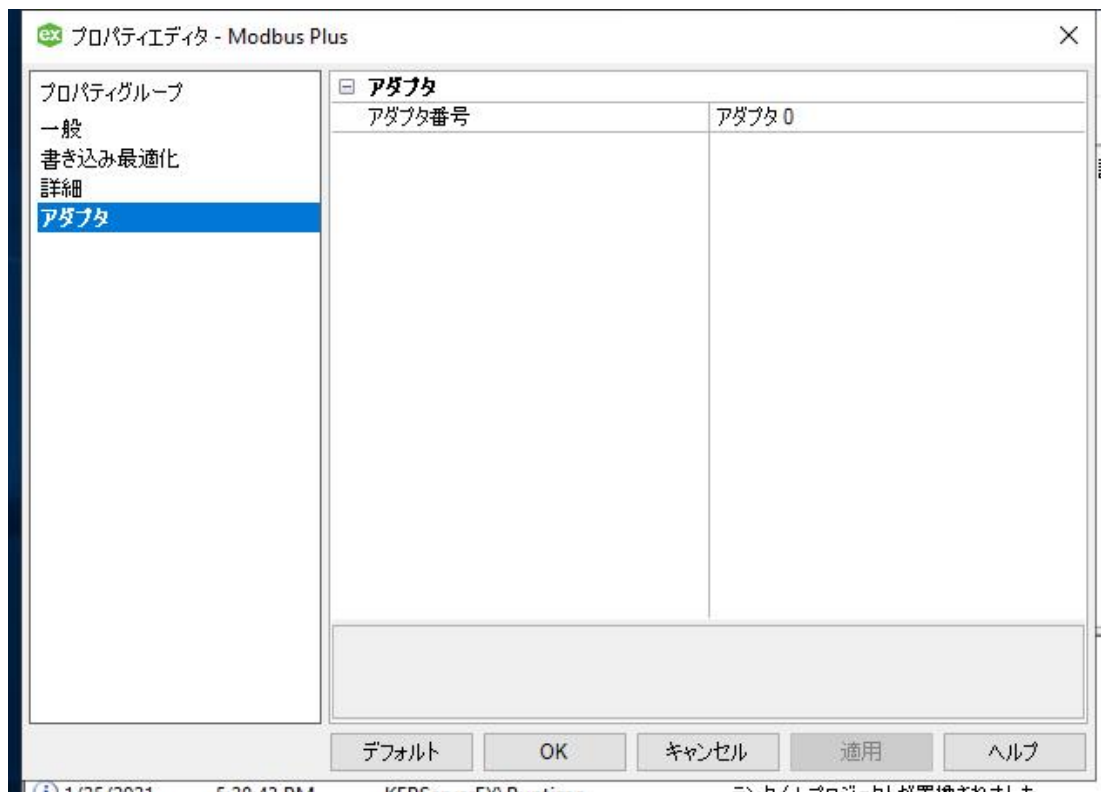 ex プロパティエディタ - Modbus Plus
プロパティグループ
一般
書き込み最適化
詳細
アダプタ
アダプタ
アダプタ番号 アダプタ 0
デフォルト OK キャンセル 適用 ヘルプ